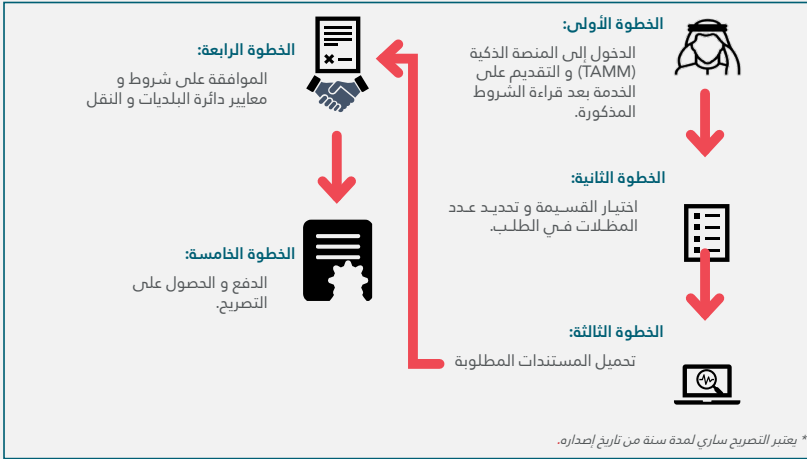 الخطوة الأولى:
الدخول إلى المنصة الذكية
(TAMM) و التقديم على
الخدمة بعد قراءة الشروط
المذكورة.
الخطوة الثانية:
اختيار القسيمة و تحديد عدد
المظلات في الطلب.
الخطوة الثالثة:
تحميل المستندات المطلوبة
الخطوة الرابعة:
الموافقة على شروط و
معايير دائرة البلديات و النقل
الخطوة الخامسة:
الدفع و الحصول على
التصريح.
* يعتبر التصريح ساري لمدة سنة من تاريخ إصداره.